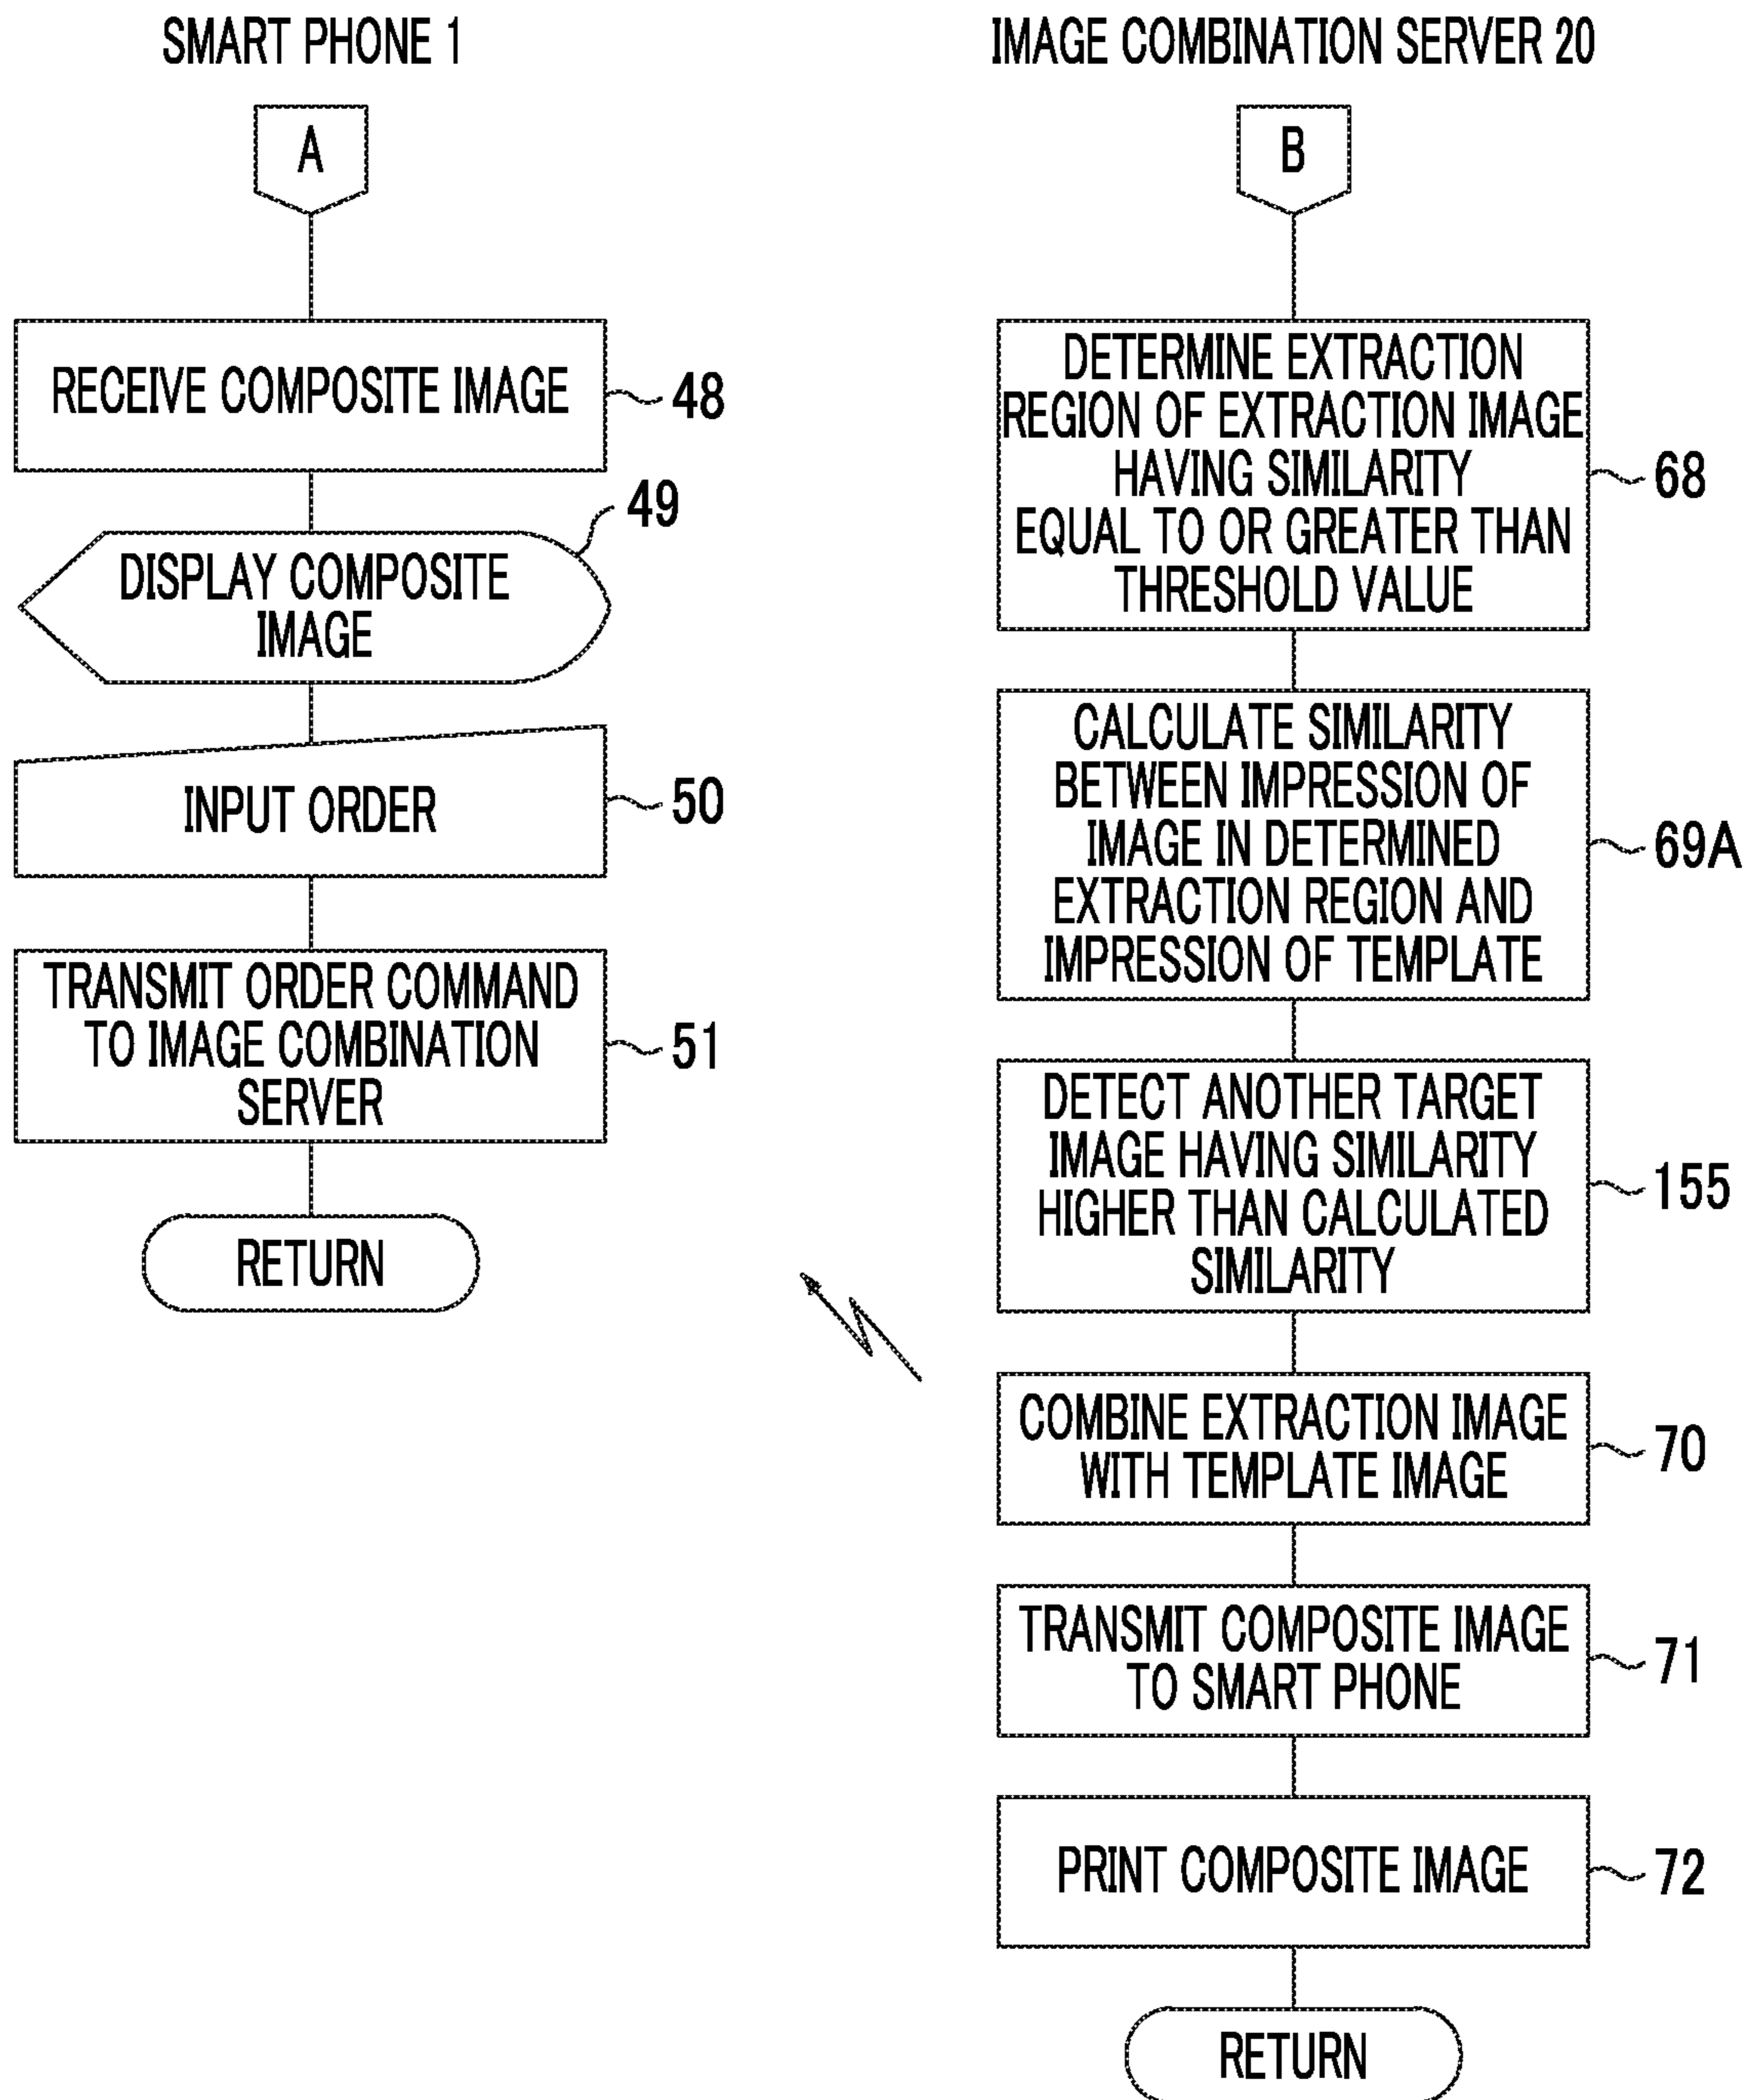 SMART PHONE 1
A
RECEIVE COMPOSITE IMAGE
48
49
DISPLAY COMPOSITE
IMAGE
INPUT ORDER
50
TRANSMIT ORDER COMMAND
TO IMAGE COMBINATION
SERVER
51
RETURN
IMAGE COMBINATION SERVER 20
B
DETERMINE EXTRACTION
REGION OF EXTRACTION IMAGE
HAVING SIMILARITY
EQUAL TO OR GREATER THAN
THRESHOLD VALUE
68
CALCULATE SIMILARITY
BETWEEN IMPRESSION OF
IMAGE IN DETERMINED
EXTRACTION REGION AND
IMPRESSION OF TEMPLATE
69A
DETECT ANOTHER TARGET
IMAGE HAVING SIMILARITY
HIGHER THAN CALCULATED
SIMILARITY
155
COMBINE EXTRACTION IMAGE
WITH TEMPLATE IMAGE
70
TRANSMIT COMPOSITE IMAGE
TO SMART PHONE
71
PRINT COMPOSITE IMAGE
72
RETURN